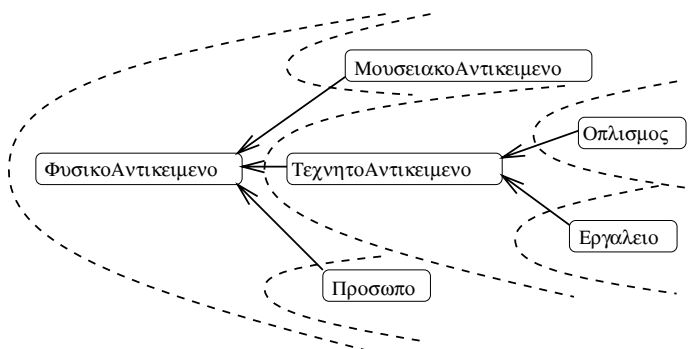 ΜουσειακοΑντικειμενο
Οπλισμος
ΦυσικοΑντικειμενο
ΤεχνητοΑντικειμενο
Εργαλειο
Προσωπο